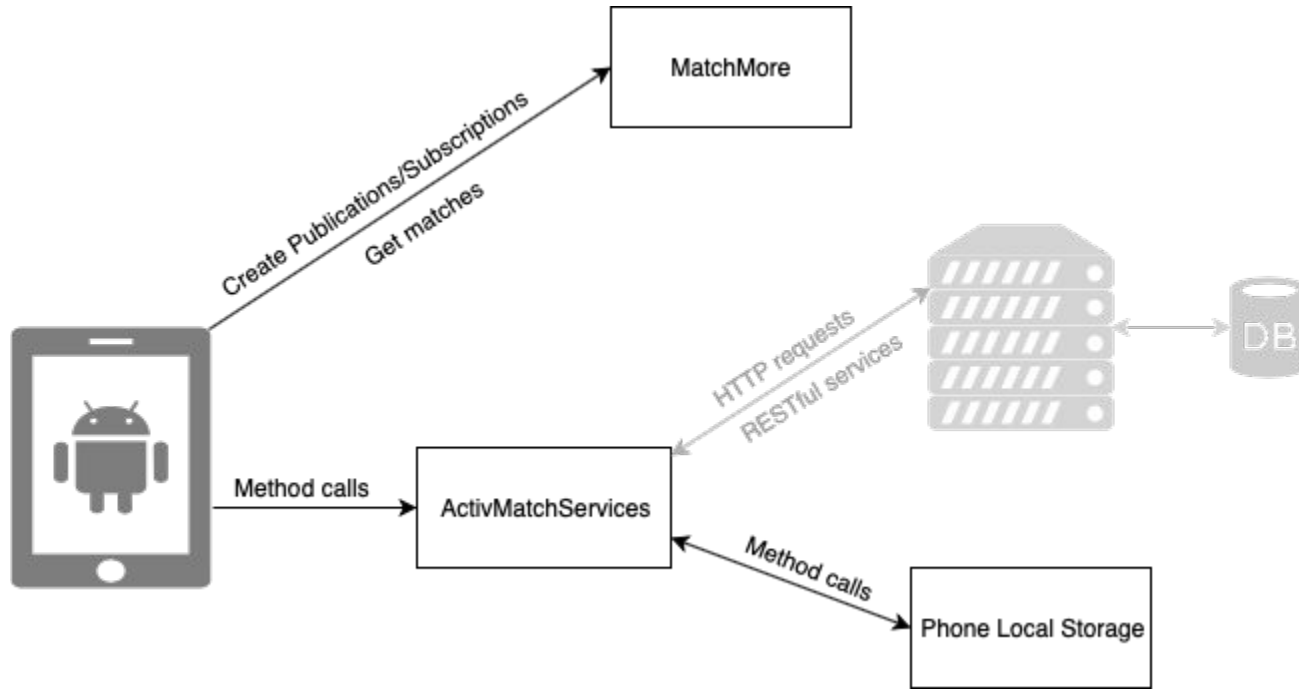 MatchMore
Create Publications/Subscriptions
Get matches
HTTP requests
RESTful services
DB
Method calls
ActivMatchServices
Method calls
Phone Local Storage